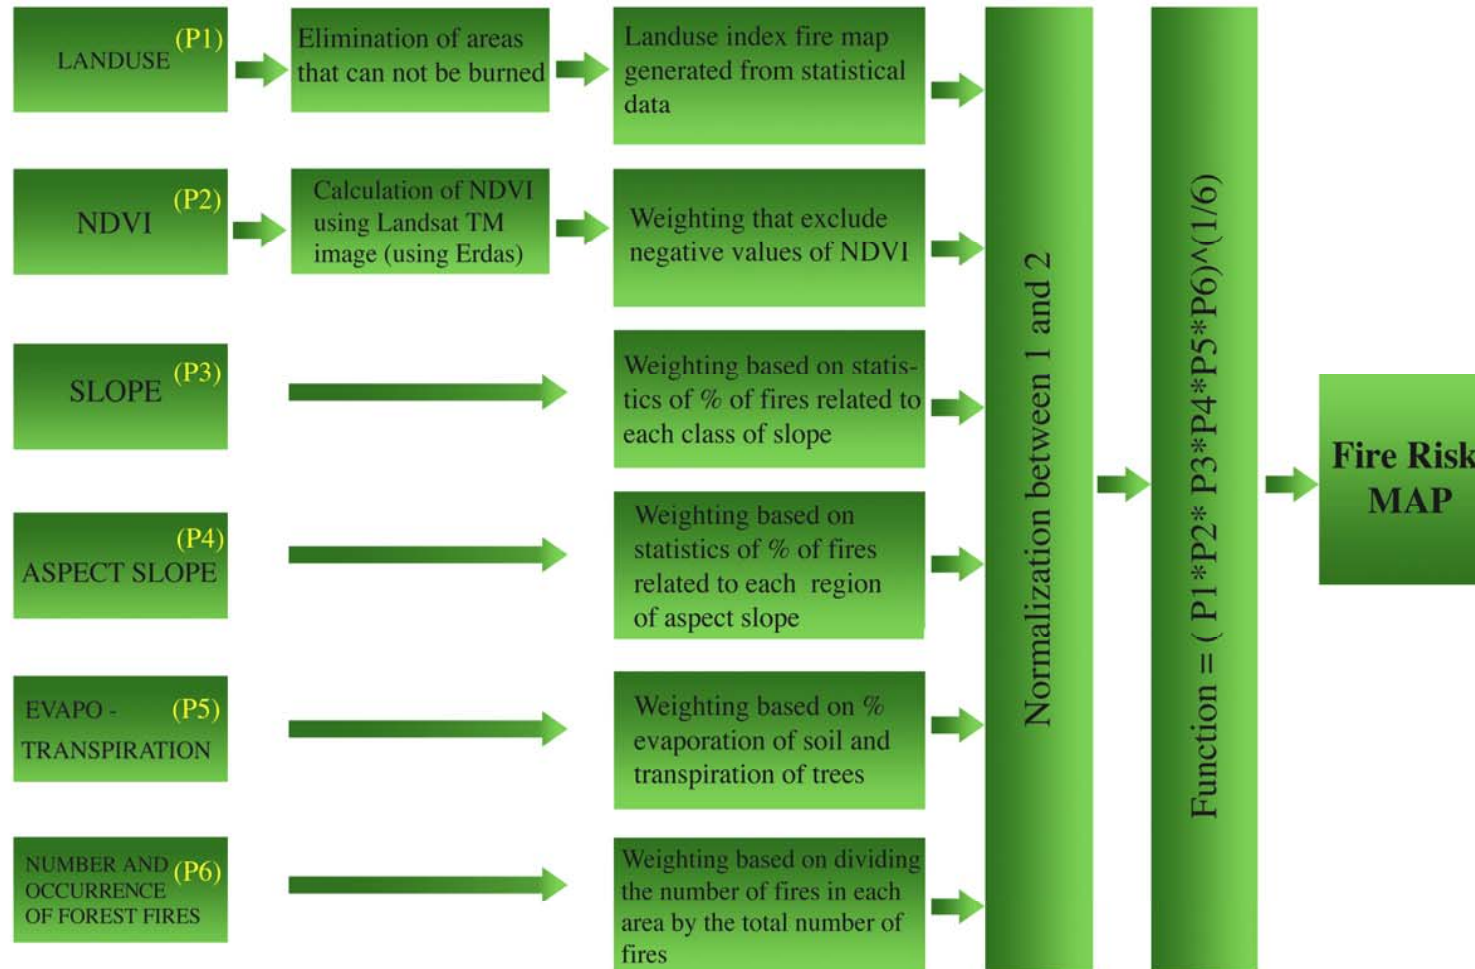 LANDUSE
(P1)
Elimination of areas
that can not be burned
Landuse index fire map
generated from statistical
data
NDVI
(P2)
Calculation of NDVI
using Landsat TM
image (using Erdas)
Weighting that exclude
negative values of NDVI
SLOPE
(P3)
Weighting based on statis-
tics of % of fires related to
each class of slope
(P4)
ASPECT SLOPE
Weighting based on
statistics of % of fires
related to each region
of aspect slope
EVAPO -
(P5)
TRANSPIRATION
Weighting based on %
evaporation of soil and
transpiration of trees
NUMBER AND
(P6)
OCCURRENCE
OF FOREST FIRES
Weighting based on dividing
the number of fires in each
area by the total number of
fires
Normalization between 1 and 2
Function = ( P1*P2* P3*P4*P5*P6)^(1/6)
Fire Risk
MAP